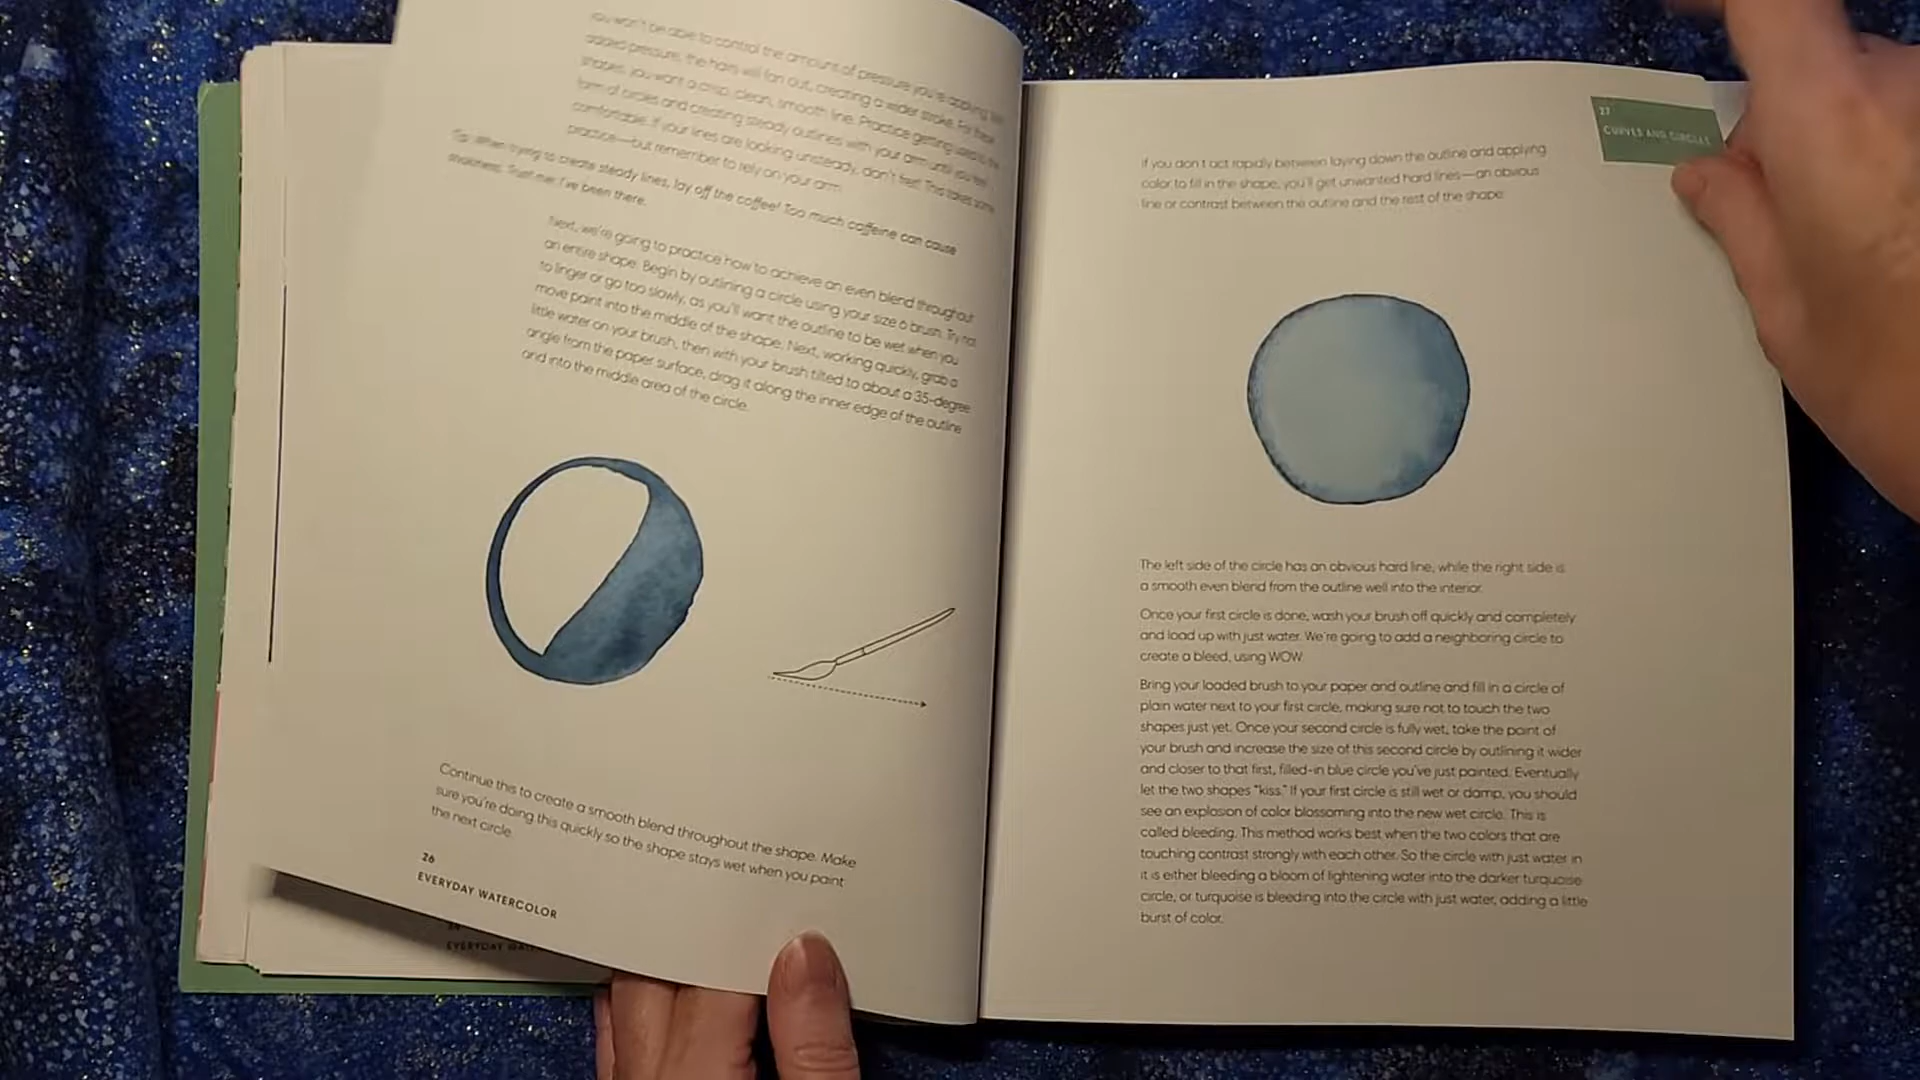 you won't be able to control the amount of pressure you're applying. With
added pressure, the hairs will fan out, creating a wider stroke. For these
shapes, you want a crisp, clean, smooth line. Practice getting used to the
form of circles and creating steady outlines with your arm until you feel
comfortable. If your lines are looking unsteady, don't fret! This takes some
practice—but remember to rely on your arm.
Tip: When trying to create steady lines, lay off the coffee! Too much caffeine can cause
shakiness. Trust me: I've been there.
Next, we're going to practice how to achieve an even blend throughout
an entire shape. Begin by outlining a circle using your size 6 brush. Try not
to linger or go too slowly, as you'll want the outline to be wet when you
move paint into the middle of the shape. Next, working quickly, grab a
little water on your brush, then with your brush tilted to about a 35-degree
angle from the paper surface, drag it along the inner edge of the outline
and into the middle area of the circle.
Continue this to create a smooth blend throughout the shape. Make
sure you're doing this quickly so the shape stays wet when you paint
the next circle.
26
EVERYDAY WATERCOLOR
EVERYDAY
27
CURVES AND CIRCLES
If you don't act rapidly between laying down the outline and applying
color to fill in the shape, you'll get unwanted hard lines—an obvious
line or contrast between the outline and the rest of the shape.
The left side of the circle has an obvious hard line, while the right side is
a smooth even blend from the outline well into the interior.
Once your first circle is done, wash your brush off quickly and completely
and load up with just water. We're going to add a neighboring circle to
create a bleed, using WOW.
Bring your loaded brush to your paper and outline and fill in a circle of
plain water next to your first circle, making sure not to touch the two
shapes just yet. Once your second circle is fully wet, take the point of
your brush and increase the size of this second circle by outlining it wider
and closer to that first, filled-in blue circle you've just painted. Eventually
let the two shapes "kiss." If your first circle is still wet or damp, you should
see an explosion of color blossoming into the new wet circle. This is
called bleeding. This method works best when the two colors that are
touching contrast strongly with each other. So the circle with just water in
it is either bleeding a bloom of lightening water into the darker turquoise
circle, or turquoise is bleeding into the circle with just water, adding a little
burst of color.